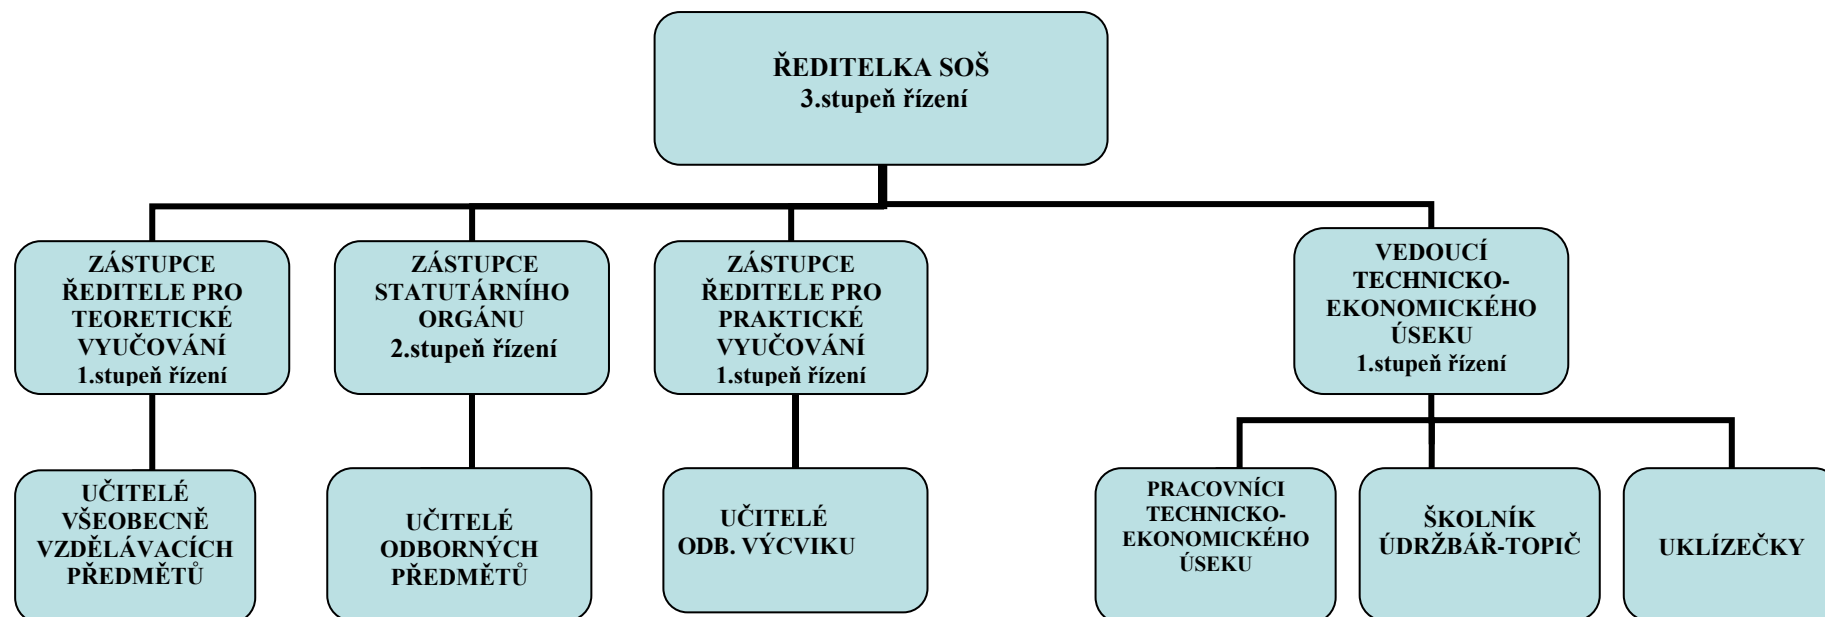 ŘEDITELKA SOŠ
3.stupeň řízení
ZÁSTUPCE
ŘEDITELE PRO
TEORETICKÉ
VYUČOVÁNÍ
1.stupeň řízení
ZÁSTUPCE
STATUTÁRNÍHO
ORGÁNU
2.stupeň řízení
ZÁSTUPCE
ŘEDITELE PRO
PRAKTICKÉ
VYUČOVÁNÍ
1.stupeň řízení
VEDOUCÍ
TECHNICKO-
EKONOMICKÉHO
ÚSEKU
1.stupeň řízení
UČITELÉ
VŠEOBECNĚ
VZDĚLÁVACÍCH
PŘEDMĚTŮ
UČITELÉ
ODBORNÝCH
PŘEDMĚTŮ
UČITELÉ
ODB. VÝCVIKU
PRACOVNÍCI
TECHNICKO-
EKONOMICKÉHO
ÚSEKU
ŠKOLNÍK
ÚDRŽBÁŘ-TOPIČ
UKLÍZEČKY